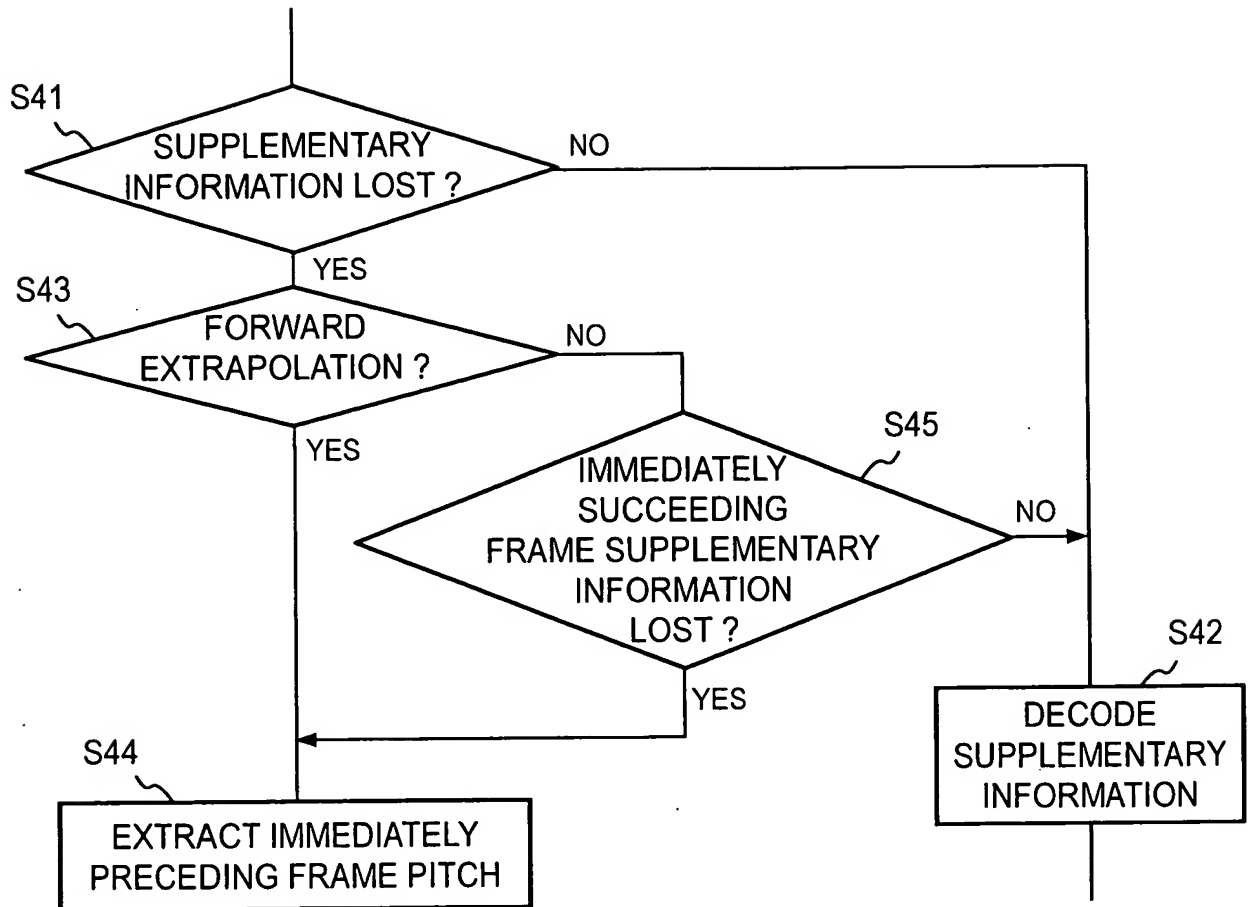 S41
SUPPLEMENTARY
INFORMATION LOST ?
NO
YES
S43
FORWARD
EXTRAPOLATION ?
NO
YES
S45
IMMEDIATELY
SUCCEEDING
FRAME SUPPLEMENTARY
INFORMATION
LOST ?
NO
YES
S42
DECODE
SUPPLEMENTARY
INFORMATION
S44
EXTRACT IMMEDIATELY
PRECEDING FRAME PITCH